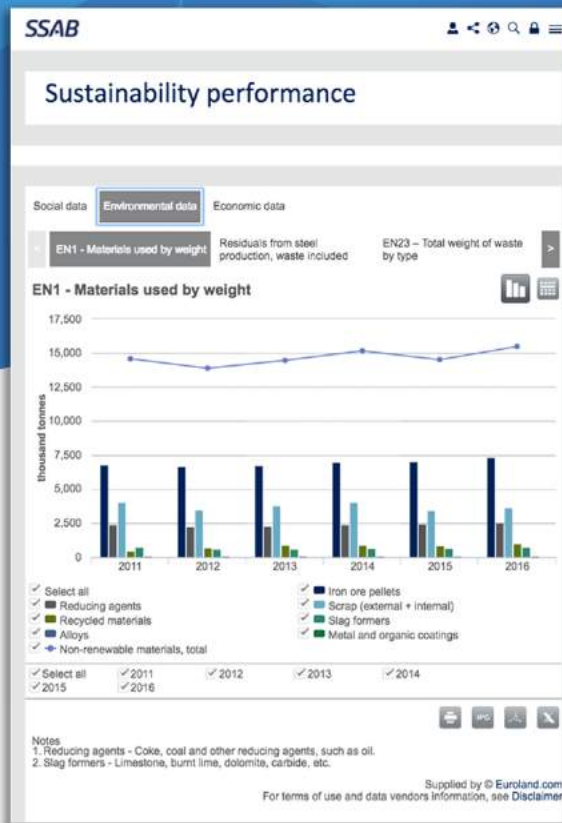 SSAB
Sustainability performance
Social data Environmental data Economic data
< EN1 - Materials used by weight Residuals from steel production, waste included EN23 – Total weight of waste by type >
EN1 - Materials used by weight
thousand tonnes
17,500
15,000
12,500
10,000
7,500
5,000
2,500
0
2011 2012 2013 2014 2015 2016
Select all Iron ore pellets
Reducing agents Scrap (external + internal)
Recycled materials Slag formers
Alloys Metal and organic coatings
Non-renewable materials, total
Select all 2011 2012 2013 2014
2015 2016
JPG X
Notes
1. Reducing agents - Coke, coal and other reducing agents, such as oil.
2. Slag formers - Limestone, burnt lime, dolomite, carbide, etc.
Supplied by © Euroland.com
For terms of use and data vendors information, see Disclaimer